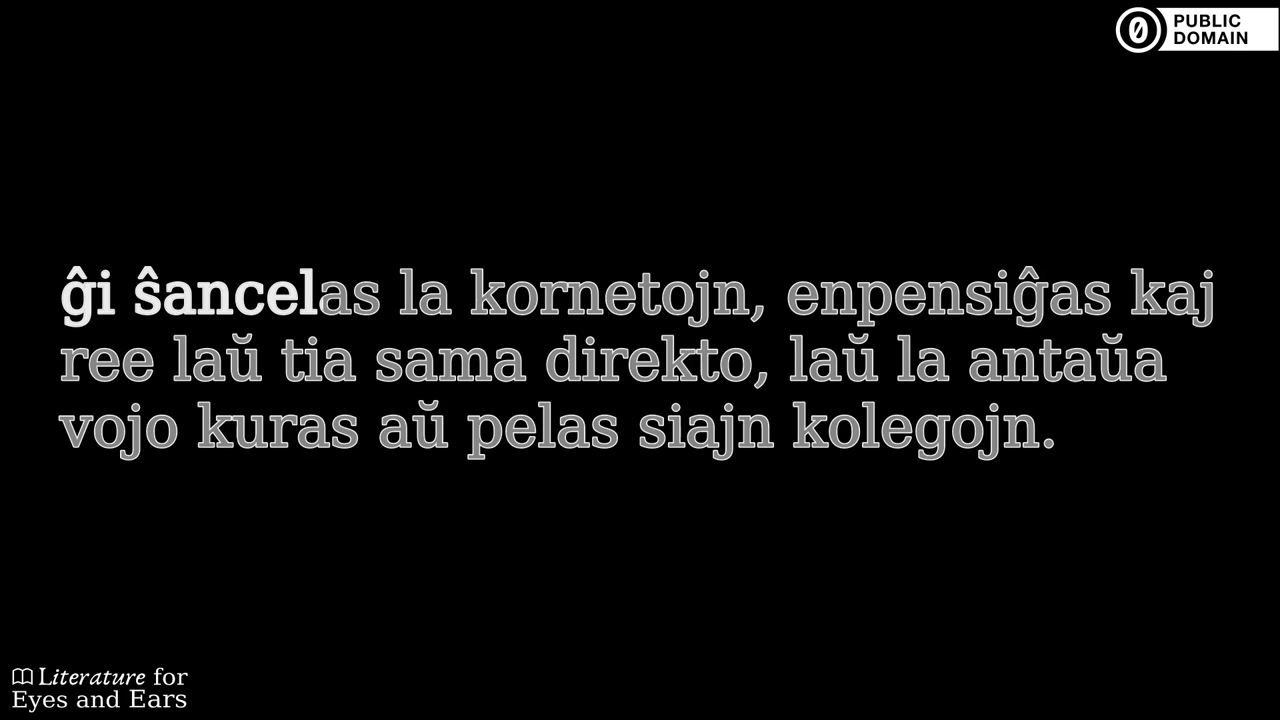 PUBLIC
DOMAIN
ĝi ŝancelas la kornetojn, enpensiĝas kaj
ree laŭ tia sama direkto, laŭ la antaŭa
vojo kuras aŭ pelas siajn kolegojn.
Literature for
Eyes and Ears